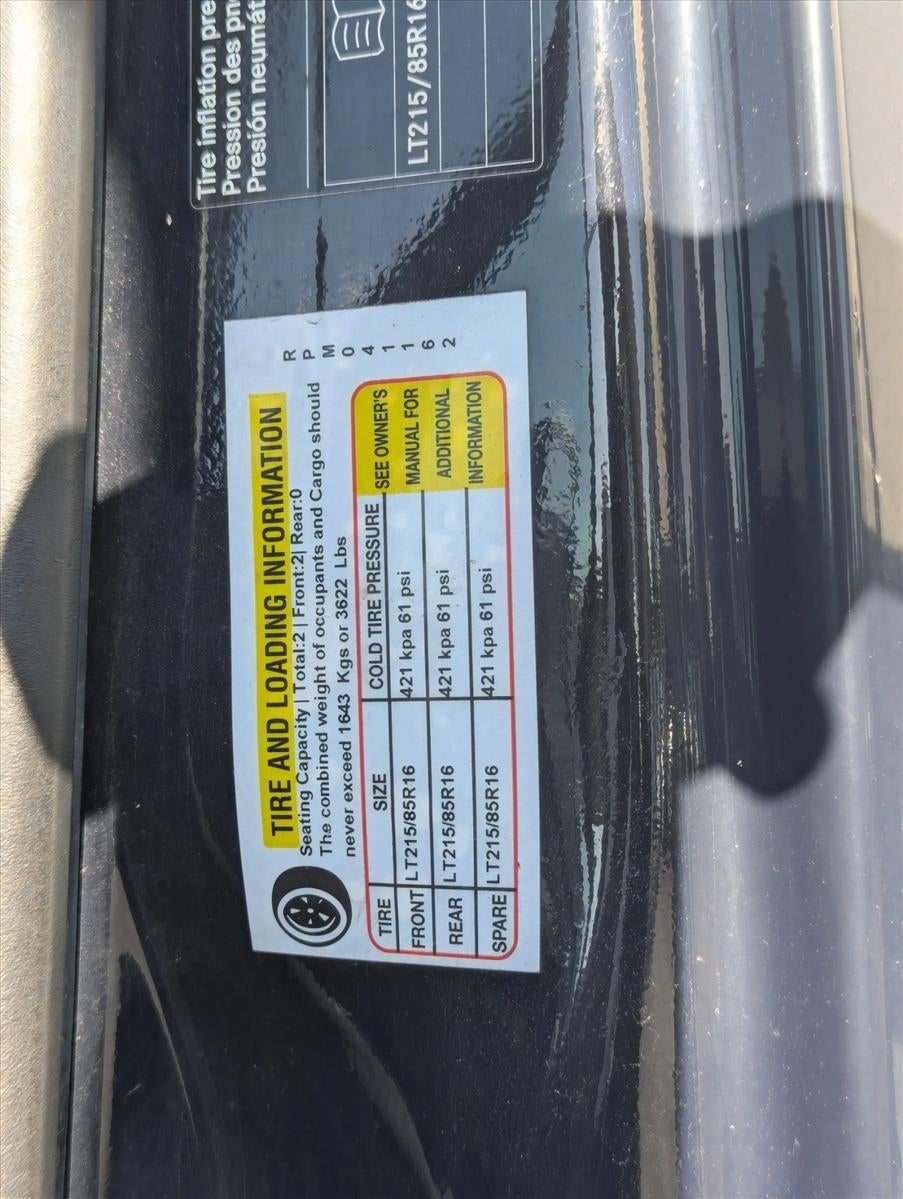 Tire inflation pre
Pression des pn
Presión neumát
LT215/85R16
TIRE AND LOADING INFORMATION
Seating Capacity | Total:2 | Front:2| Rear:0
The combined weight of occupants and Cargo should
never exceed 1643 Kgs or 3622 Lbs
TIRE SIZE COLD TIRE PRESSURE SEE OWNER'S
FRONT LT215/85R16 421 kpa 61 psi MANUAL FOR
REAR LT215/85R16 421 kpa 61 psi ADDITIONAL
SPARE LT215/85R16 421 kpa 61 psi INFORMATION
RPM041162